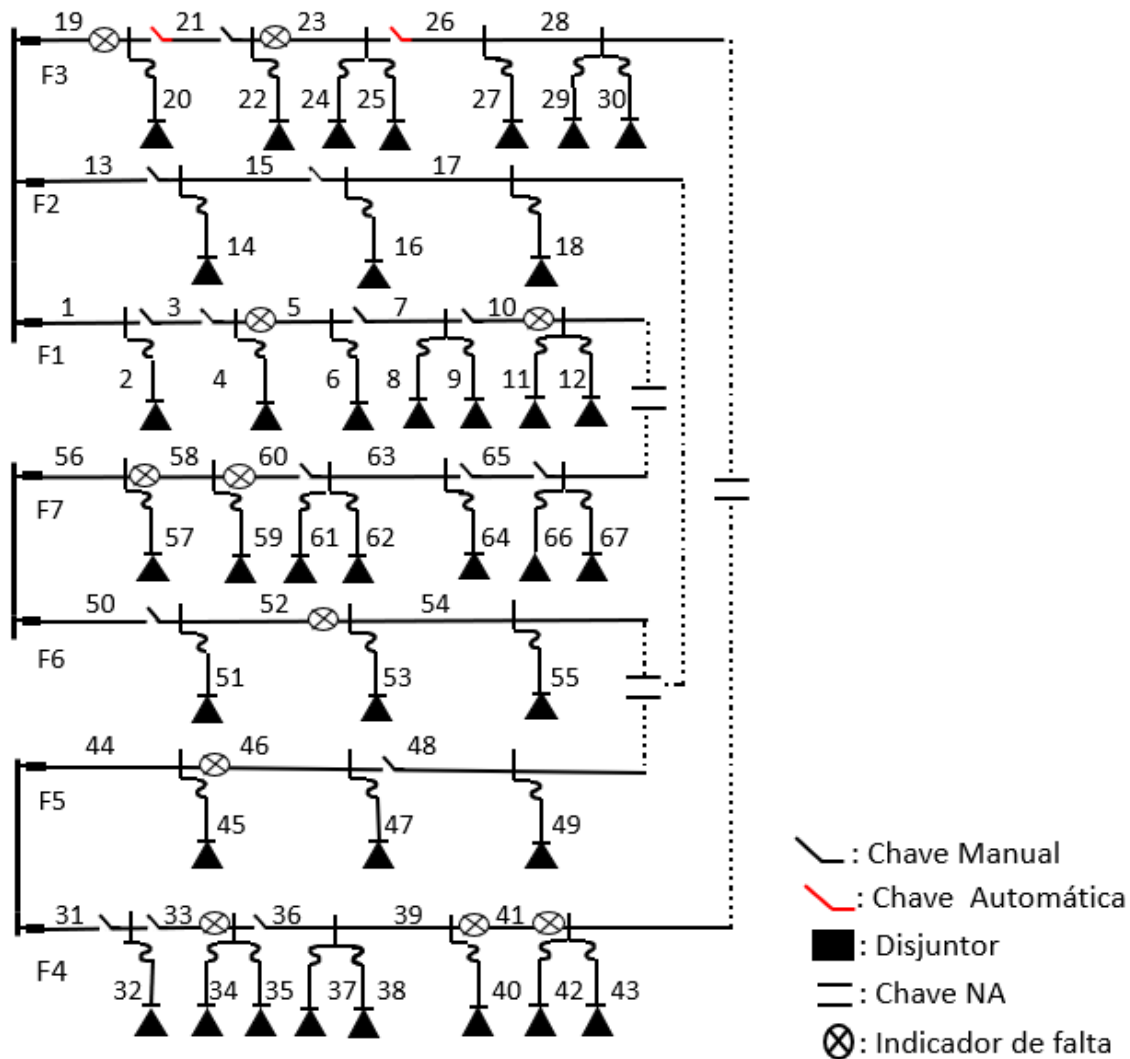 19 21 23 26 28
F3
20 22 24 25 27 29 30
13 15 17
F2
14 16 18
1 3 5 7 10
F1
2 4 6 8 9 11 12
56 58 60 63 65
F7
57 59 61 62 64 66 67
50 52 54
F6
51 53 55
44 46 48
F5
45 47 49
31 33 36 39 41
F4
32 34 35 37 38 40 42 43
: Chave Manual
: Chave Automática
: Disjuntor
: Chave NA
: Indicador de falta